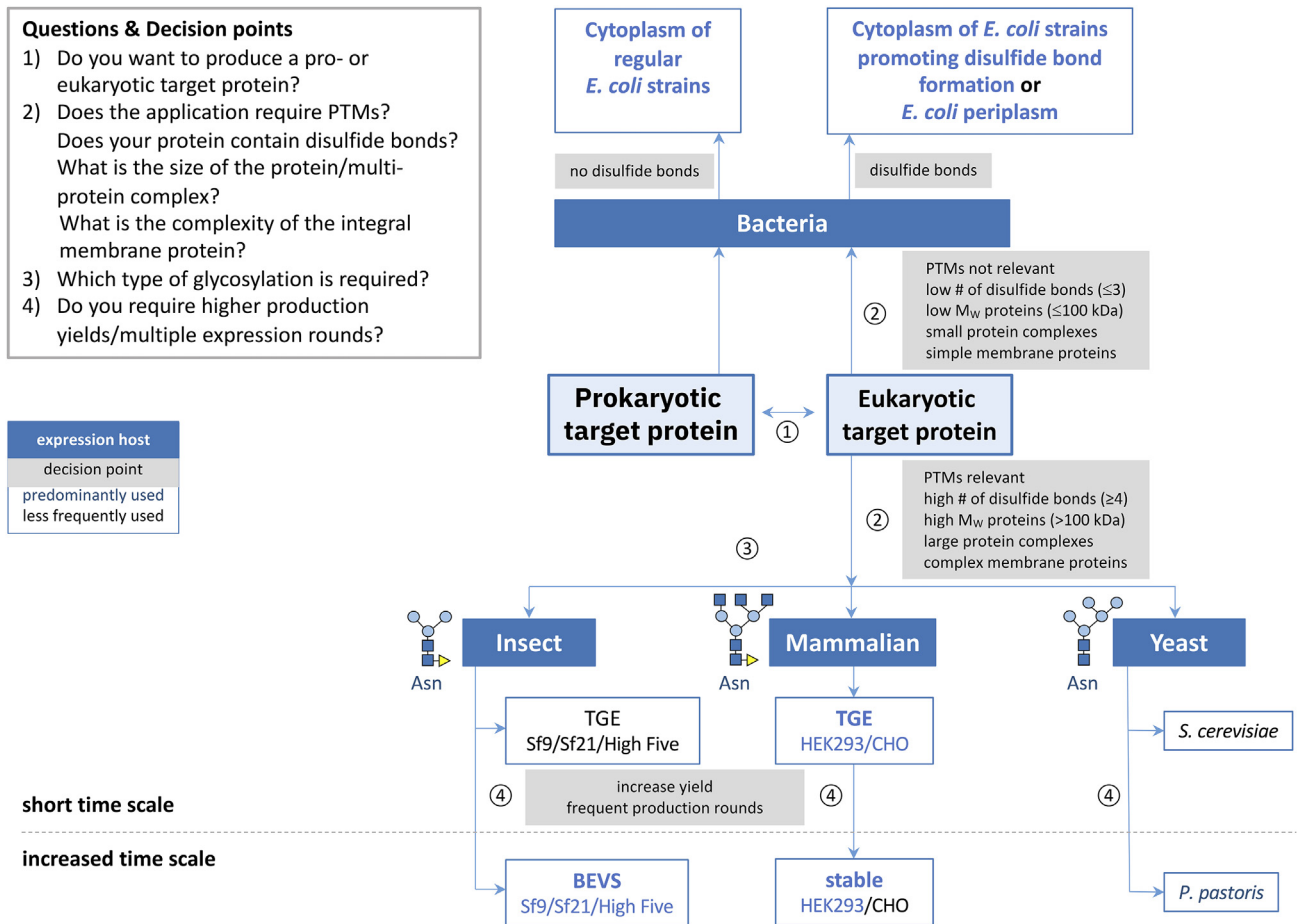 Questions & Decision points
1) Do you want to produce a pro- or
eukaryotic target protein?
2) Does the application require PTMs?
Does your protein contain disulfide bonds?
What is the size of the protein/multi-
protein complex?
What is the complexity of the integral
membrane protein?
3) Which type of glycosylation is required?
4) Do you require higher production
yields/multiple expression rounds?
Cytoplasm of
regular
E. coli strains
Cytoplasm of E. coli strains
promoting disulfide bond
formation or
E. coli periplasm
no disulfide bonds
disulfide bonds
Bacteria
PTMs not relevant
low # of disulfide bonds (≤3)
low MW proteins (≤100 kDa)
small protein complexes
simple membrane proteins
②
Prokaryotic
target protein
①
Eukaryotic
target protein
expression host
decision point
predominantly used
less frequently used
PTMs relevant
high # of disulfide bonds (≥4)
high MW proteins (>100 kDa)
large protein complexes
complex membrane proteins
②
③
Asn
Insect
Asn
Mammalian
Asn
Yeast
TGE
Sf9/Sf21/High Five
TGE
HEK293/CHO
S. cerevisiae
④
increase yield
frequent production rounds
④
④
short time scale
increased time scale
BEVS
Sf9/Sf21/High Five
stable
HEK293/CHO
P. pastoris